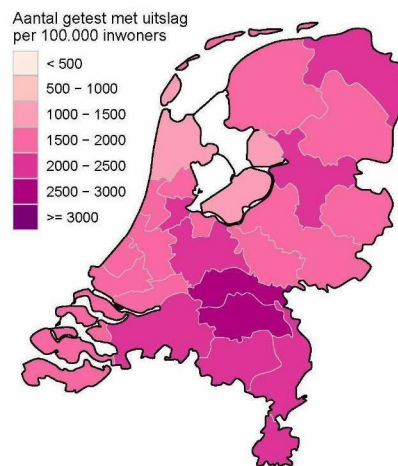 Aantal getest met uitslag
per 100.000 inwoners
< 500
500 – 1000
1000 – 1500
1500 – 2000
2000 – 2500
2500 – 3000
>= 3000